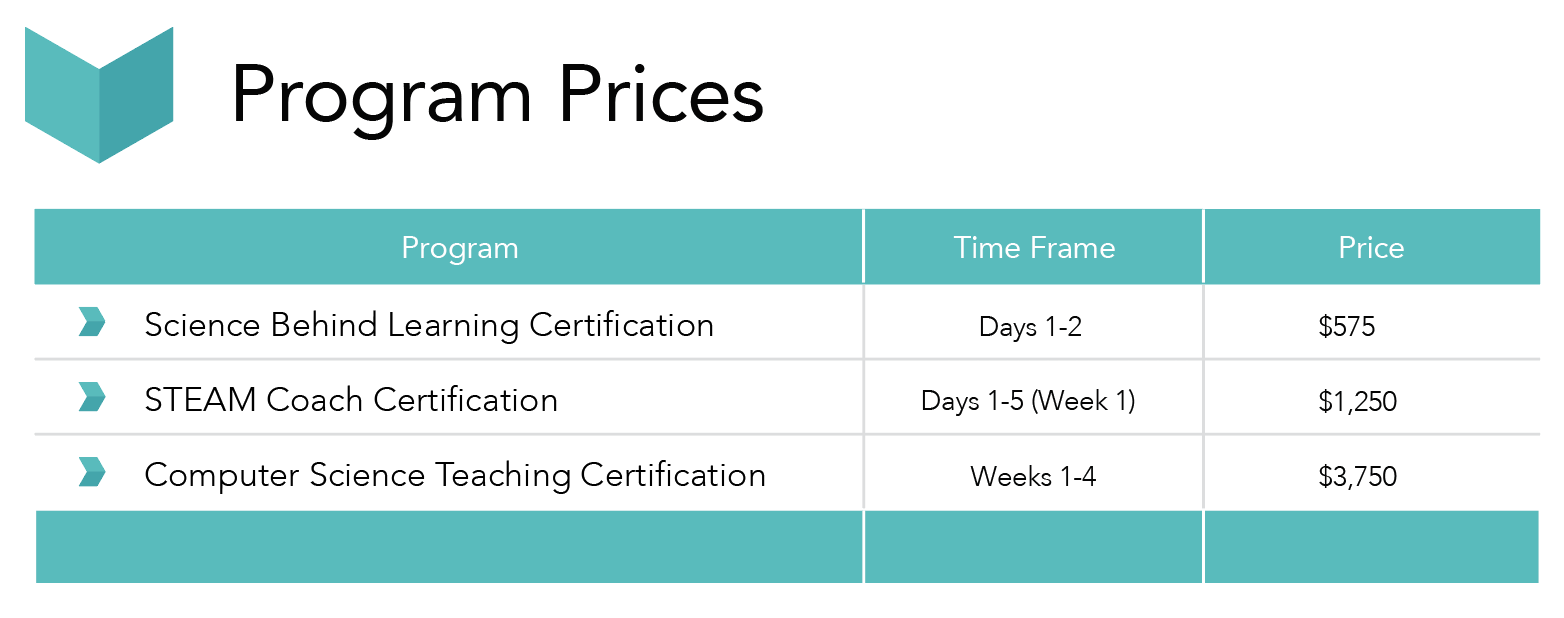 Program Prices
Program Time Frame Price
Science Behind Learning Certification Days 1-2 $575
STEAM Coach Certification Days 1-5 (Week 1) $1,250
Computer Science Teaching Certification Weeks 1-4 $3,750